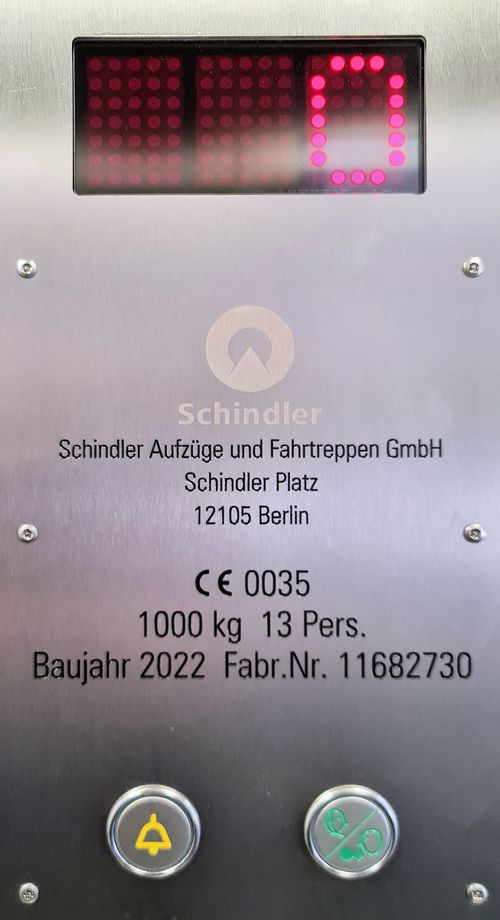 0
Schindler
Schindler Aufzüge und Fahrtreppen GmbH
Schindler Platz
12105 Berlin
CE 0035
1000 kg 13 Pers.
Baujahr 2022 Fabr.Nr. 11682730